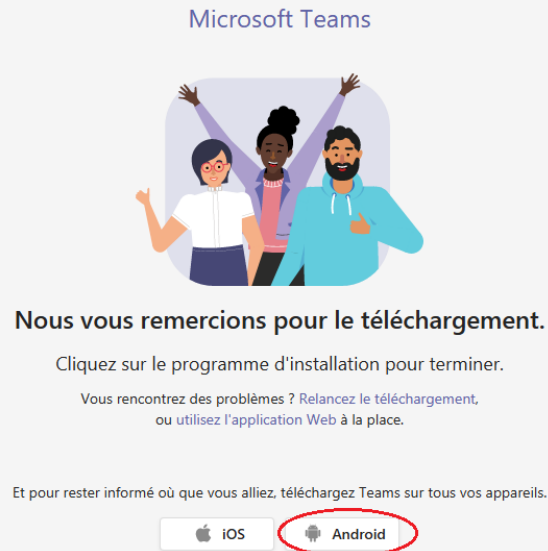 Microsoft Teams
Nous vous remercions pour le téléchargement.
Cliquez sur le programme d'installation pour terminer.
Vous rencontrez des problèmes ? Relancez le téléchargement,
ou utilisez l'application Web à la place.
Et pour rester informé où que vous alliez, téléchargez Teams sur tous vos appareils.
iOS Android